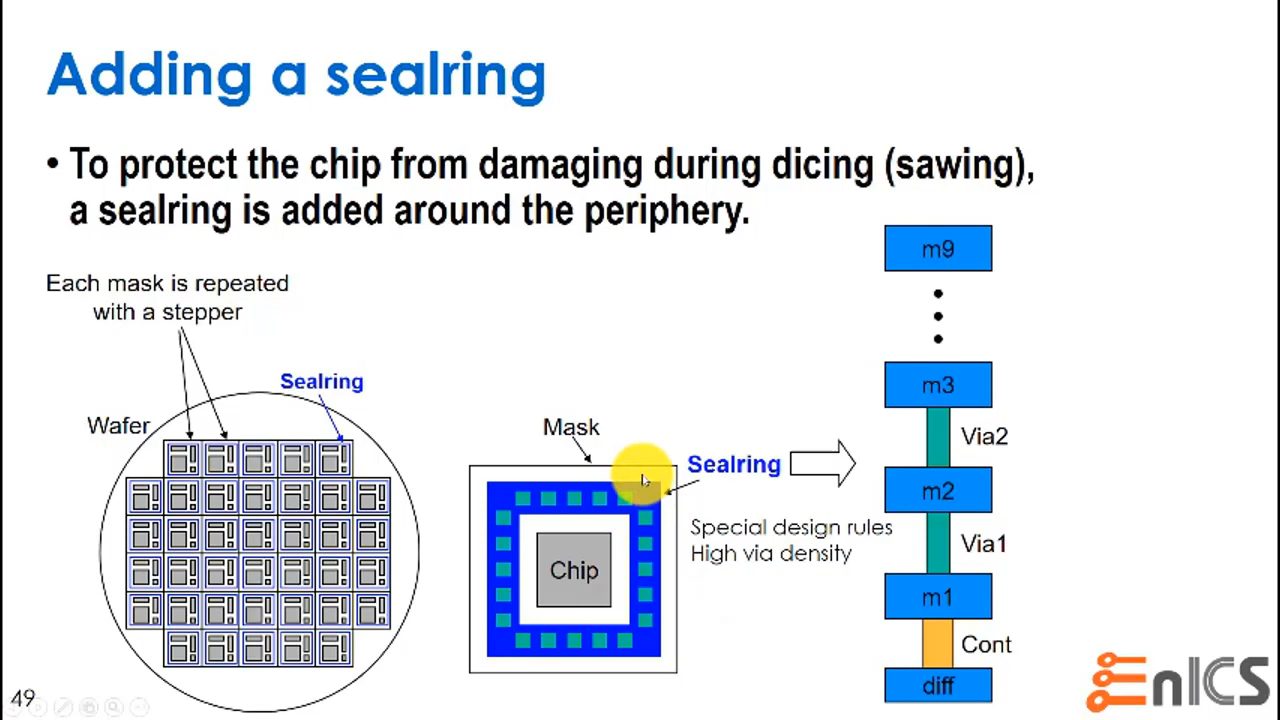 Adding a sealring
• To protect the chip from damaging during dicing (sawing),
a sealring is added around the periphery.
Each mask is repeated
with a stepper
Sealring
Wafer
Mask
Sealring
Special design rules
High via density
Chip
m9
m3
Via2
m2
Via1
m1
Cont
diff
49
EnICS